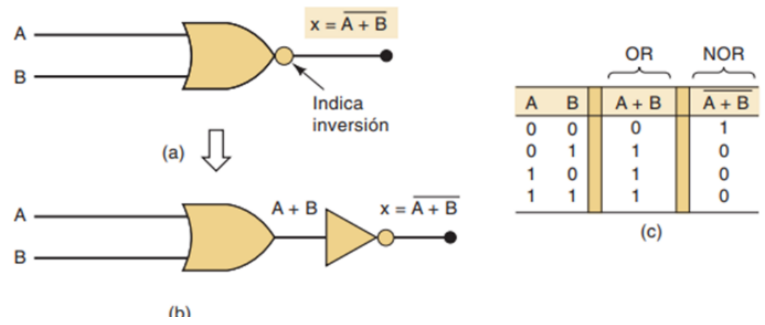 A
B
x = A̅ ̅+̅ ̅B̅
Indica
inversión
(a)
A
B
A + B
x = A̅ ̅+̅ ̅B̅
(b)
OR NOR
A B A + B A̅ ̅+̅ ̅B̅
0 0 0 1
0 1 1 0
1 0 1 0
1 1 1 0
(c)